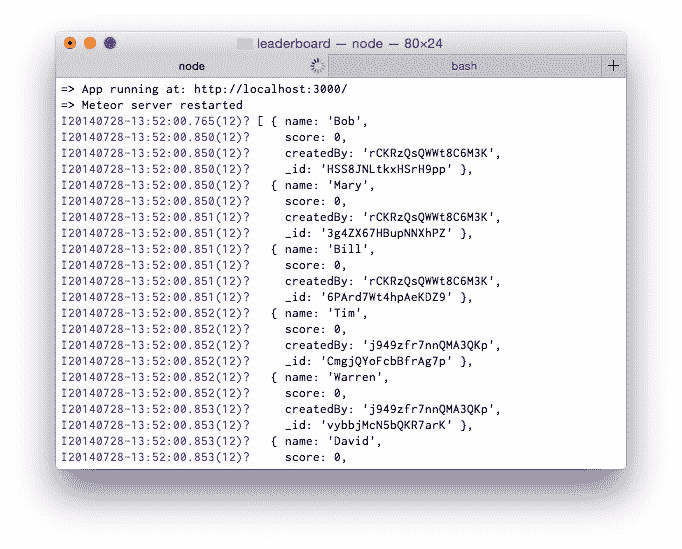 leaderboard — node — 80×24
node
bash
+
=> App running at: http://localhost:3000/
=> Meteor server restarted
I20140728-13:52:00.765(12)? [ { name: 'Bob',
I20140728-13:52:00.850(12)?     score: 0,
I20140728-13:52:00.850(12)?     createdBy: 'rCKRzQsQWWt8C6M3K',
I20140728-13:52:00.850(12)?     _id: 'HSS8JNLtkxHSrH9pp' },
I20140728-13:52:00.850(12)?   { name: 'Mary',
I20140728-13:52:00.850(12)?     score: 0,
I20140728-13:52:00.850(12)?     createdBy: 'rCKRzQsQWWt8C6M3K',
I20140728-13:52:00.851(12)?     _id: '3g4ZX67HBupNNXhPZ' },
I20140728-13:52:00.851(12)?   { name: 'Bill',
I20140728-13:52:00.851(12)?     score: 0,
I20140728-13:52:00.851(12)?     createdBy: 'rCKRzQsQWWt8C6M3K',
I20140728-13:52:00.851(12)?     _id: '6PArd7Wt4hpAeKDZ9' },
I20140728-13:52:00.852(12)?   { name: 'Tim',
I20140728-13:52:00.852(12)?     score: 0,
I20140728-13:52:00.852(12)?     createdBy: 'j949zfr7nnQMA3QKp',
I20140728-13:52:00.852(12)?     _id: 'CmgjQYoFcbBfrAg7p' },
I20140728-13:52:00.852(12)?   { name: 'Warren',
I20140728-13:52:00.852(12)?     score: 0,
I20140728-13:52:00.853(12)?     createdBy: 'j949zfr7nnQMA3QKp',
I20140728-13:52:00.853(12)?     _id: 'vybbjMcN5bQKR7arK' },
I20140728-13:52:00.853(12)?   { name: 'David',
I20140728-13:52:00.853(12)?     score: 0,